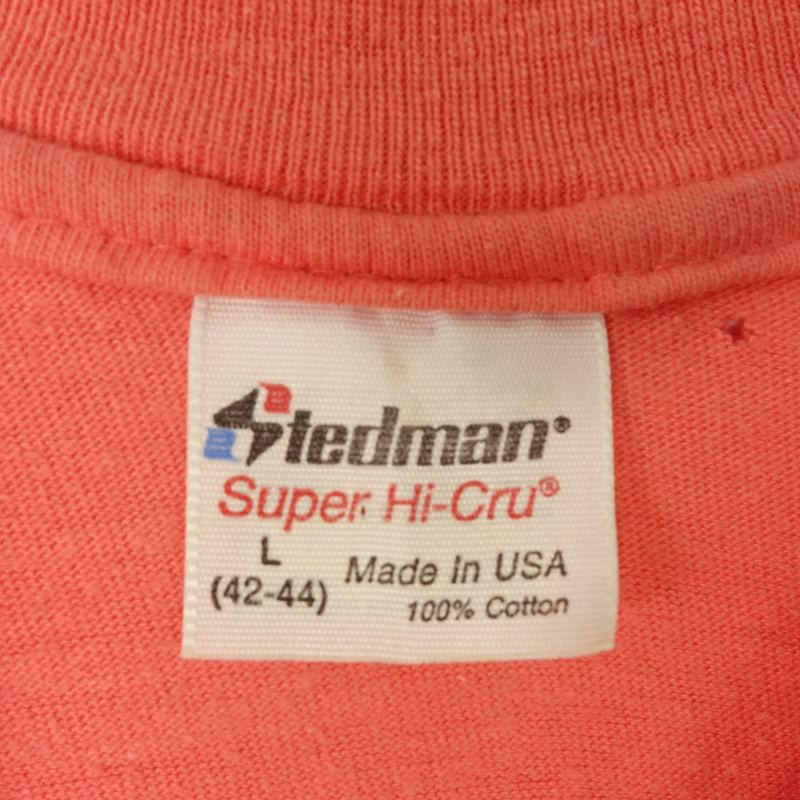 Stedman®
Super Hi-Cru®
L
(42-44)
Made In USA
100% Cotton